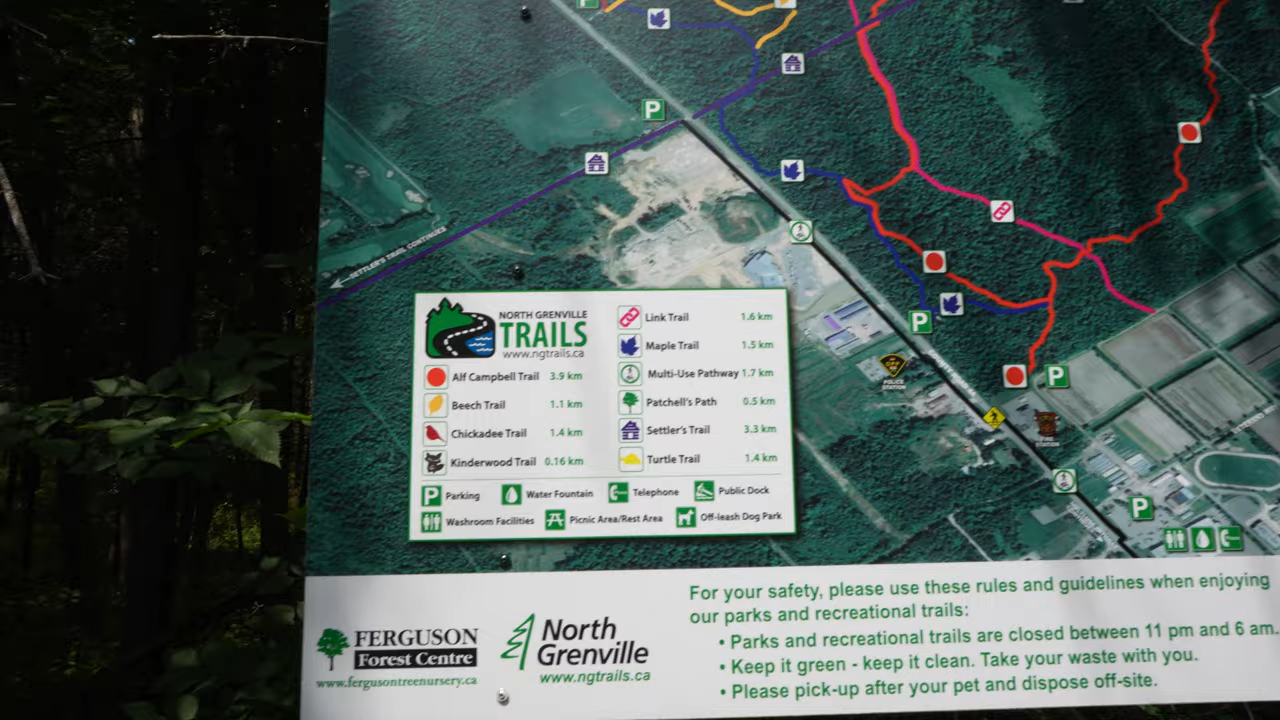 P
P
SETTLER'S TRAIL CONTINUES
P
OPP
POLICE
STATION
P
FIRE
STATION
P
NORTH GRENVILLE
TRAILS
www.ngtrails.ca
Alf Campbell Trail 3.9 km
Beech Trail 1.1 km
Chickadee Trail 1.4 km
Kinderwood Trail 0.16 km
Link Trail 1.6 km
Maple Trail 1.5 km
Multi-Use Pathway 1.7 km
Patchell's Path 0.5 km
Settler's Trail 3.3 km
Turtle Trail 1.4 km
P Parking
Water Fountain
Telephone
Public Dock
Washroom Facilities
Picnic Area/Rest Area
Off-leash Dog Park
FERGUSON
Forest Centre
www.fergusontreenursery.ca
North
Grenville
www.ngtrails.ca
For your safety, please use these rules and guidelines when enjoying
our parks and recreational trails:
• Parks and recreational trails are closed between 11 pm and 6 am.
• Keep it green - keep it clean. Take your waste with you.
• Please pick-up after your pet and dispose off-site.